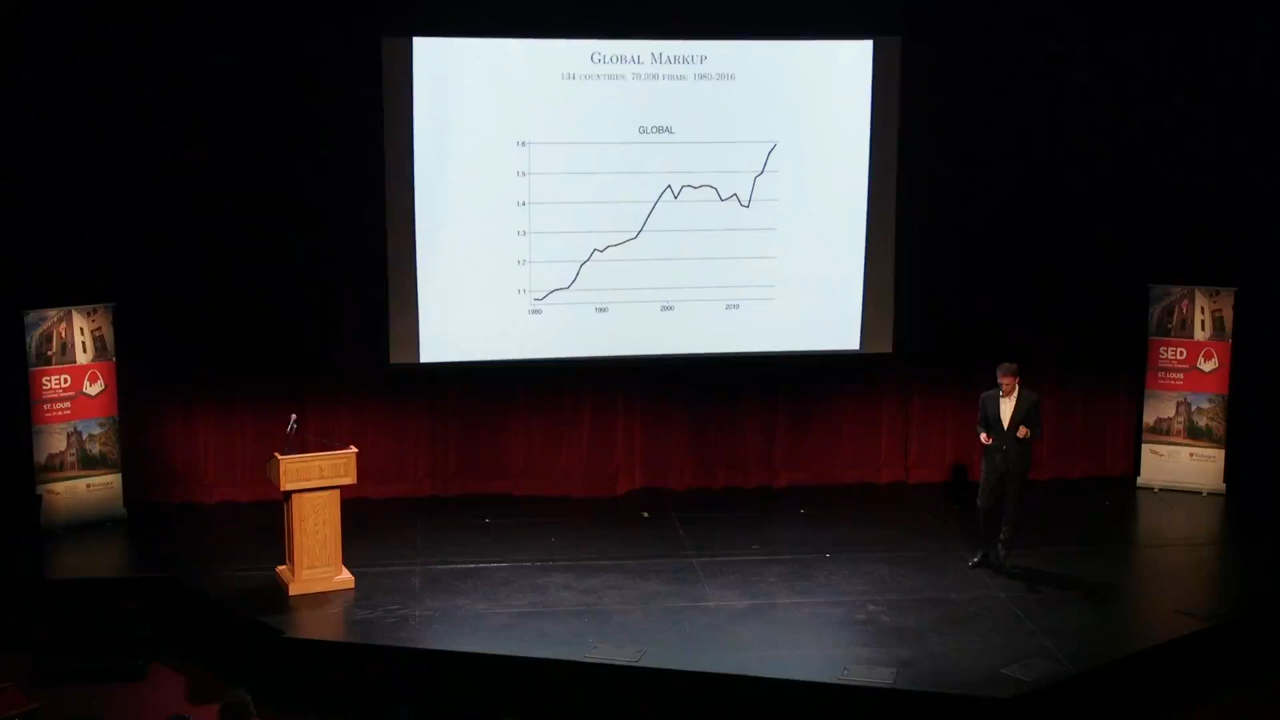 GLOBAL MARKUP
134 COUNTRIES; 70,000 FIRMS; 1980-2016
GLOBAL
1.6
1.5
1.4
1.3
1.2
1.1
1980
1990
2000
2010
SED
ST. LOUIS
SED
ST. LOUIS